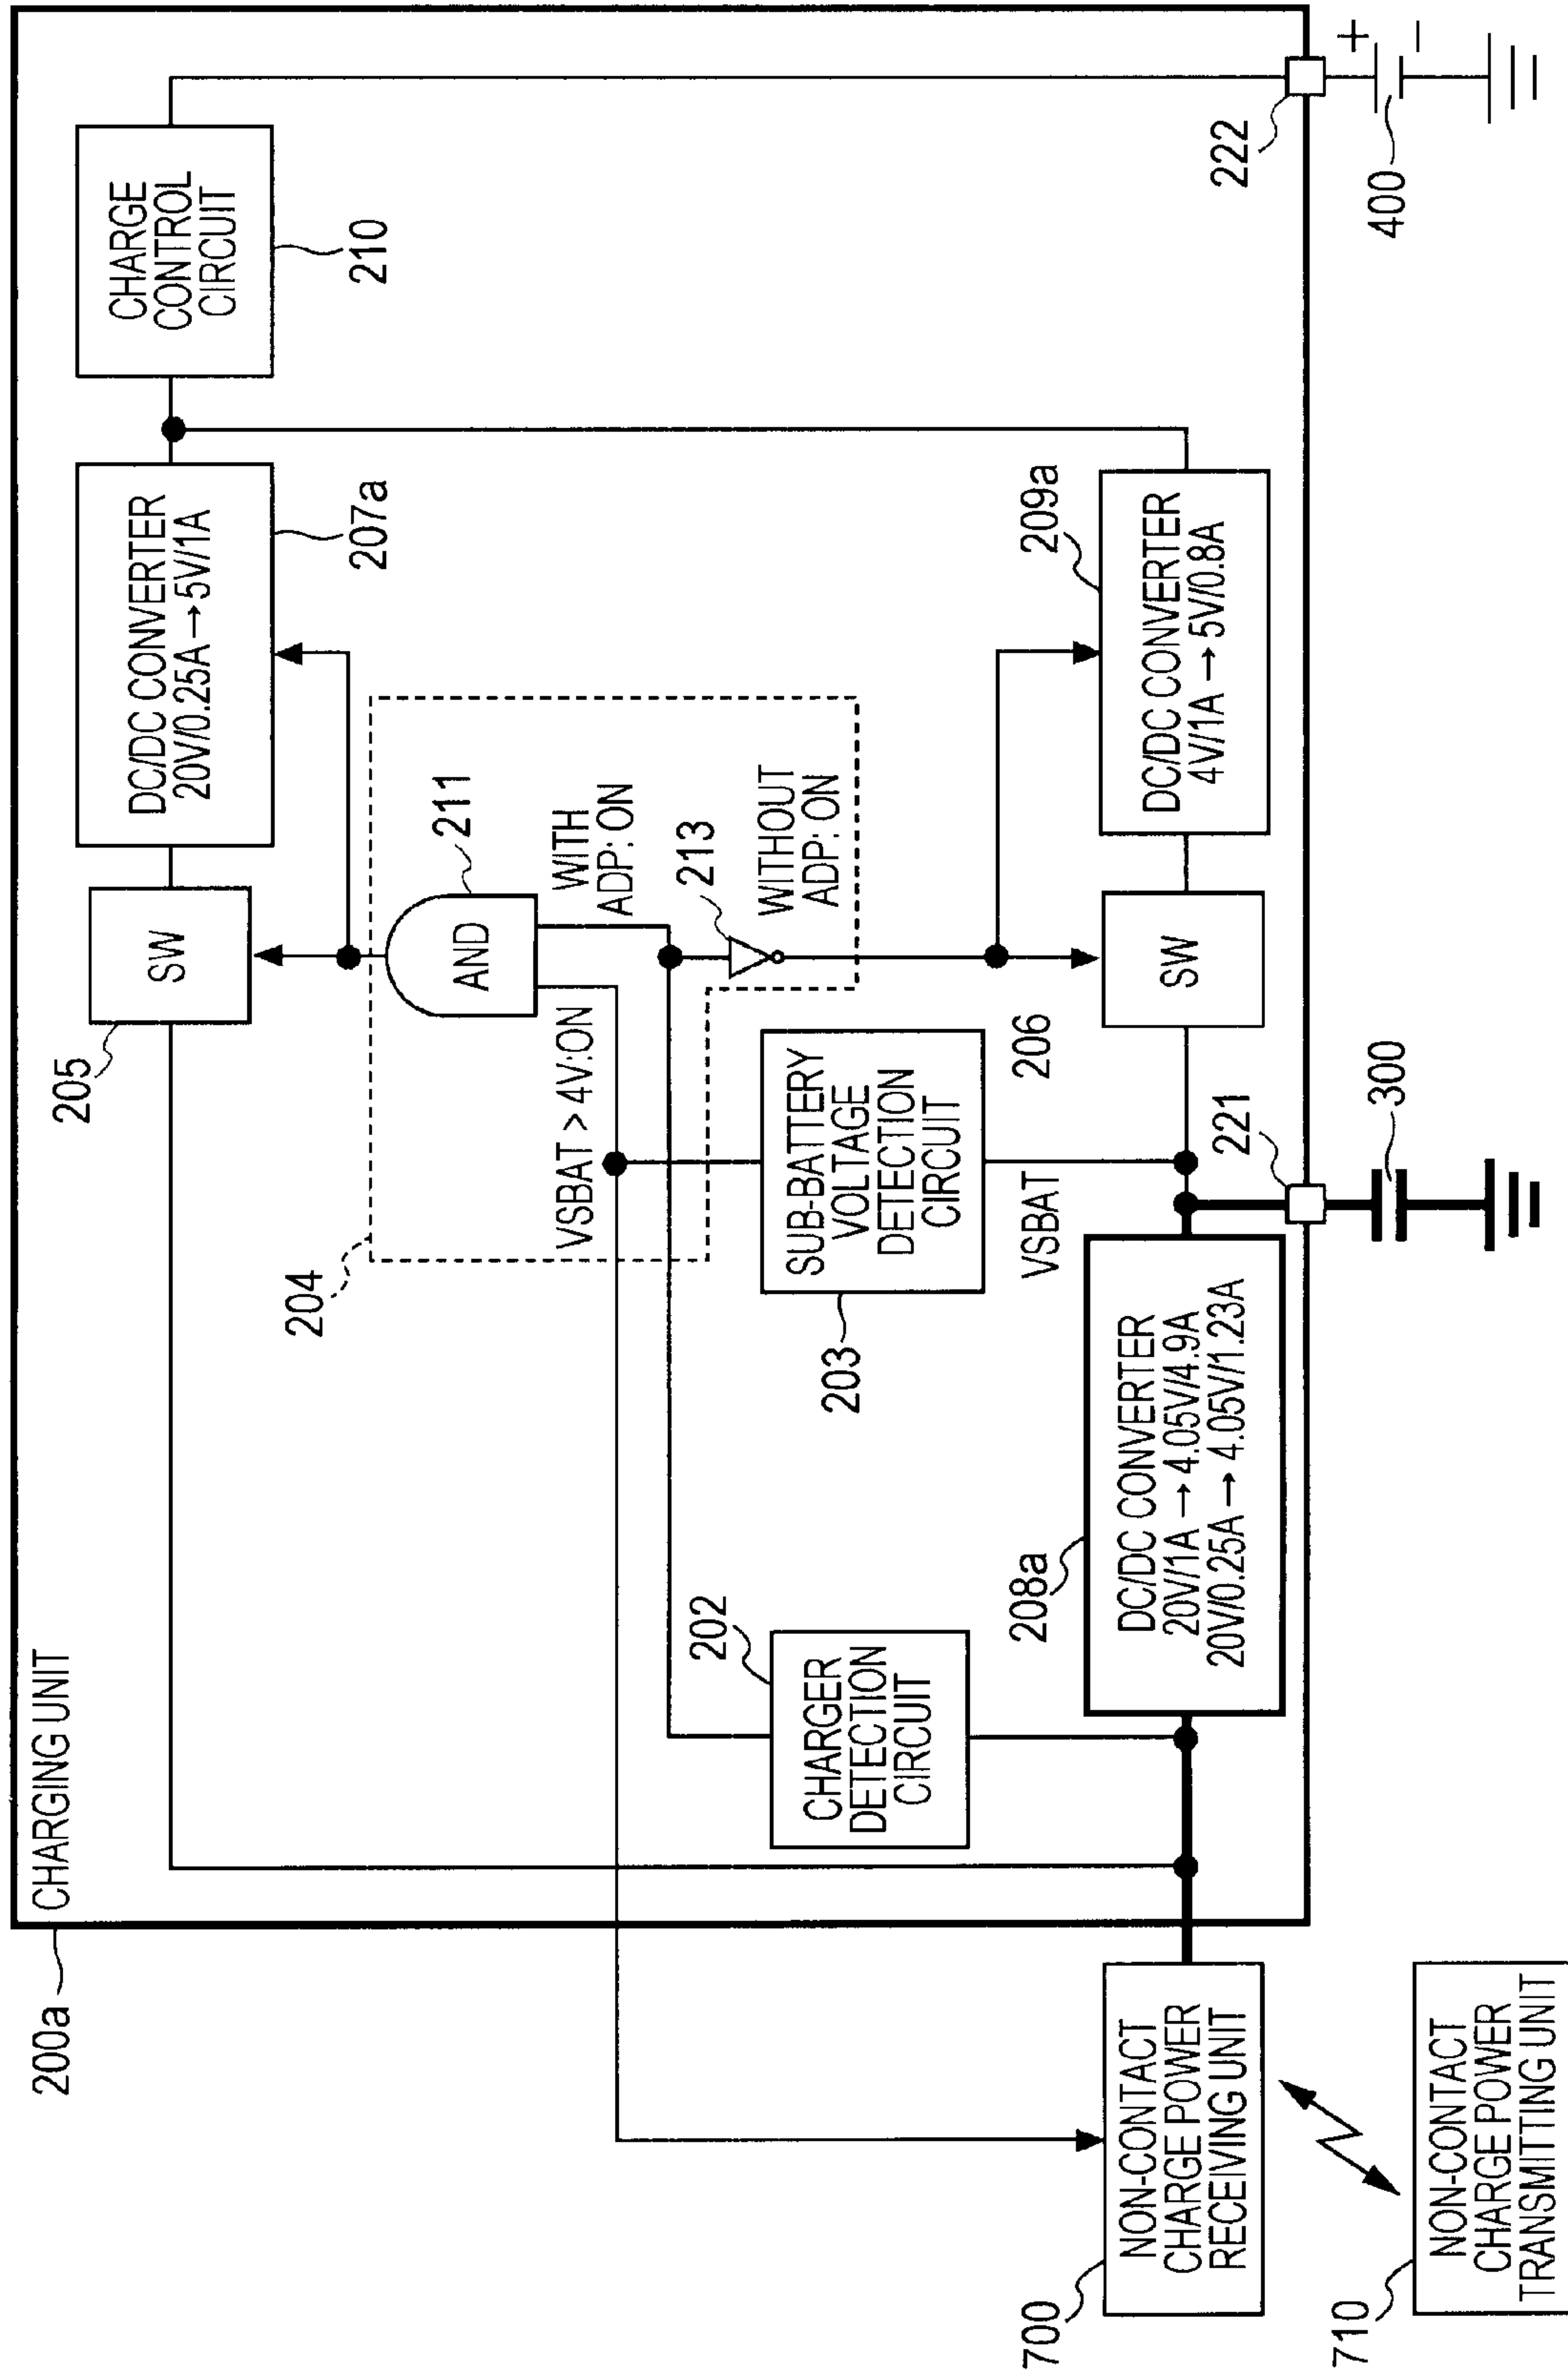 200a
CHARGING UNIT
205
SW
DC/DC CONVERTER
20V/0.25A → 5V/1A
207a
CHARGE
CONTROL
CIRCUIT
210
204
VSBAT > 4V:ON
AND
211
WITH
ADP: ON
213
WITHOUT
ADP: ON
202
CHARGER
DETECTION
CIRCUIT
203
SUB-BATTERY
VOLTAGE
DETECTION
CIRCUIT
VSBAT
206
SW
209a
DC/DC CONVERTER
4V/1A → 5V/0.8A
208a
DC/DC CONVERTER
20V/1A → 4.05V/4.9A
20V/0.25A → 4.05V/1.23A
221
300
222
+
−
400
700
NON-CONTACT
CHARGE POWER
RECEIVING UNIT
710
NON-CONTACT
CHARGE POWER
TRANSMITTING UNIT